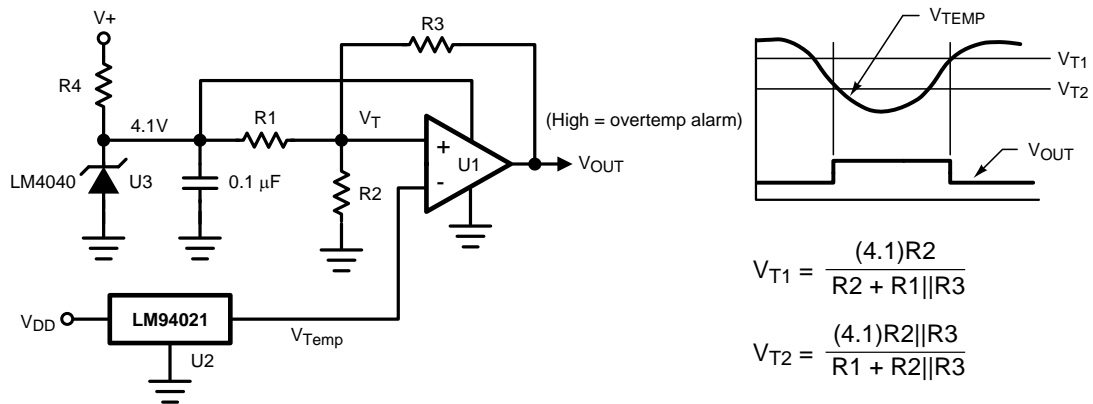 V+
R3
R4
4.1V
R1
VT
U1
+
-
(High = overtemp alarm)
VOUT
LM4040
U3
0.1 µF
R2
VDD
LM94021
VTemp
U2
VTEMP
VT1
VT2
VOUT
VT1 = (4.1)R2
R2 + R1||R3
VT2 = (4.1)R2||R3
R1 + R2||R3